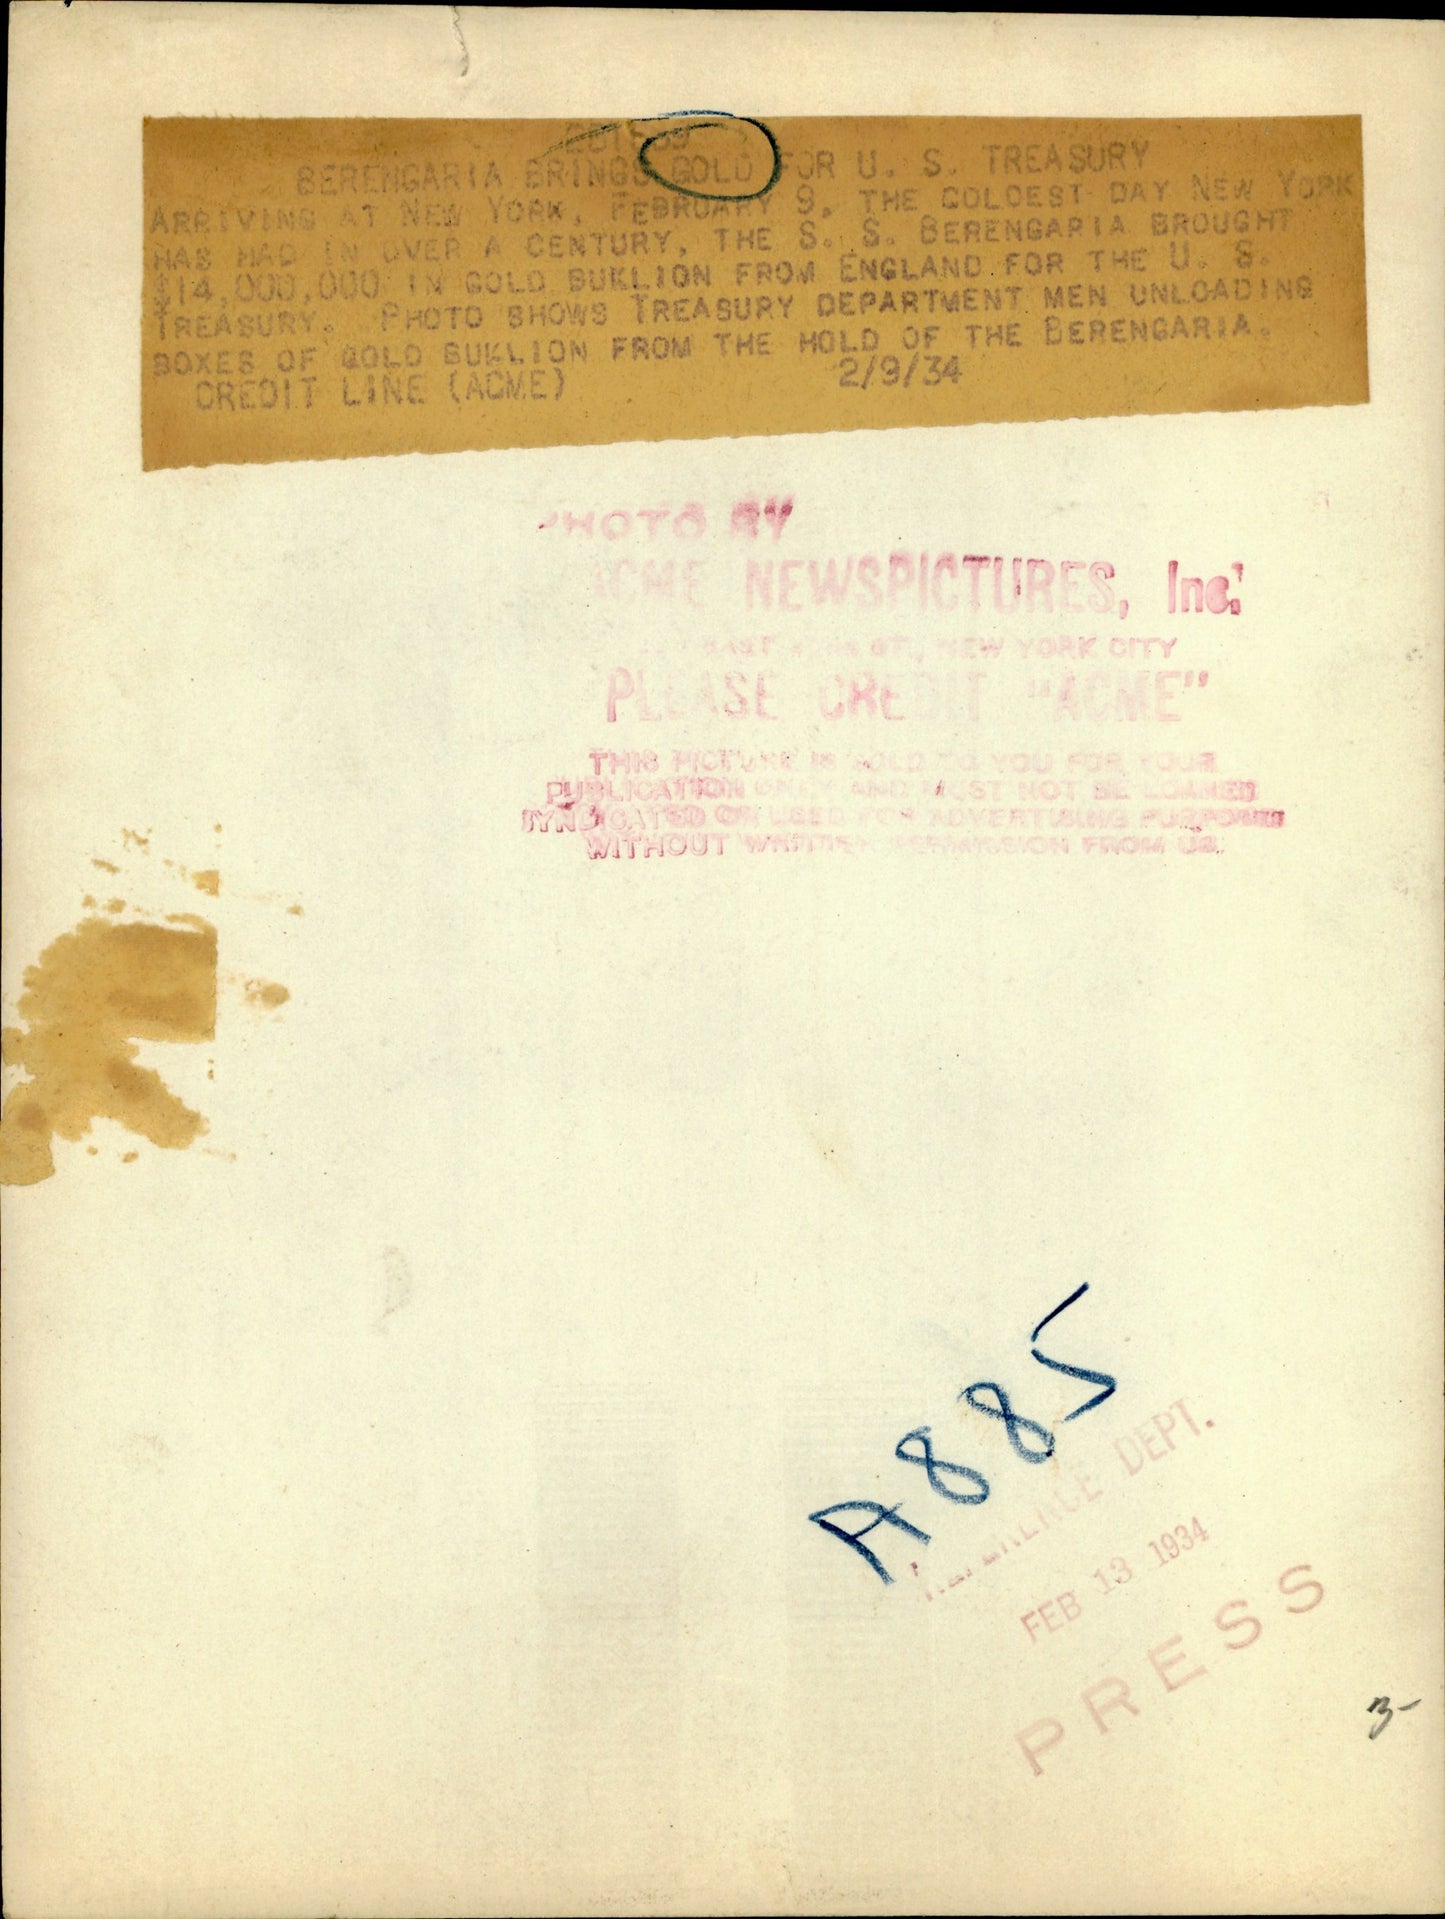 BERENGARIA BRINGS GOLD FOR U. S. TREASURY
ARRIVING AT NEW YORK, FEBRUARY 9, THE COLDEST DAY NEW YORK
HAS HAD IN OVER A CENTURY, THE S. S. BERENGARIA BROUGHT
$14,000,000 IN GOLD BULLION FROM ENGLAND FOR THE U. S.
TREASURY. PHOTO SHOWS TREASURY DEPARTMENT MEN UNLOADING
BOXES OF GOLD BULLION FROM THE HOLD OF THE BERENGARIA.
CREDIT LINE (ACME) 2/9/34
PHOTO BY
ACME NEWSPICTURES, Inc.
EAST ST., NEW YORK CITY
PLEASE CREDIT "ACME"
THIS PICTURE IS SOLD TO YOU FOR YOUR
PUBLICATION ONLY AND MUST NOT BE LOANED
SYNDICATED OR USED FOR ADVERTISING PURPOSES
WITHOUT WRITTEN PERMISSION FROM US.
A885
REFERENCE DEPT.
FEB 13 1934
PRESS
3-